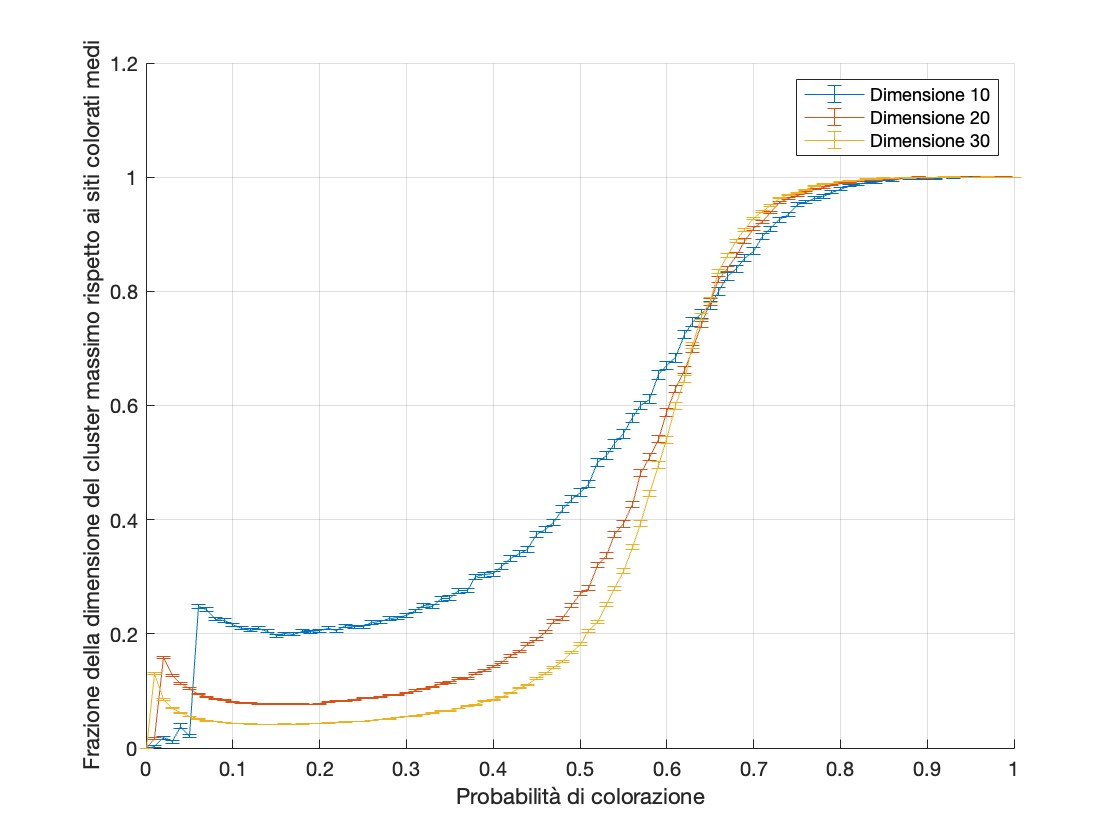 Frazione della dimensione del cluster massimo rispetto ai siti colorati medi
1.2
1
0.8
0.6
0.4
0.2
0
Dimensione 10
Dimensione 20
Dimensione 30
0 0.1 0.2 0.3 0.4 0.5 0.6 0.7 0.8 0.9 1
Probabilità di colorazione